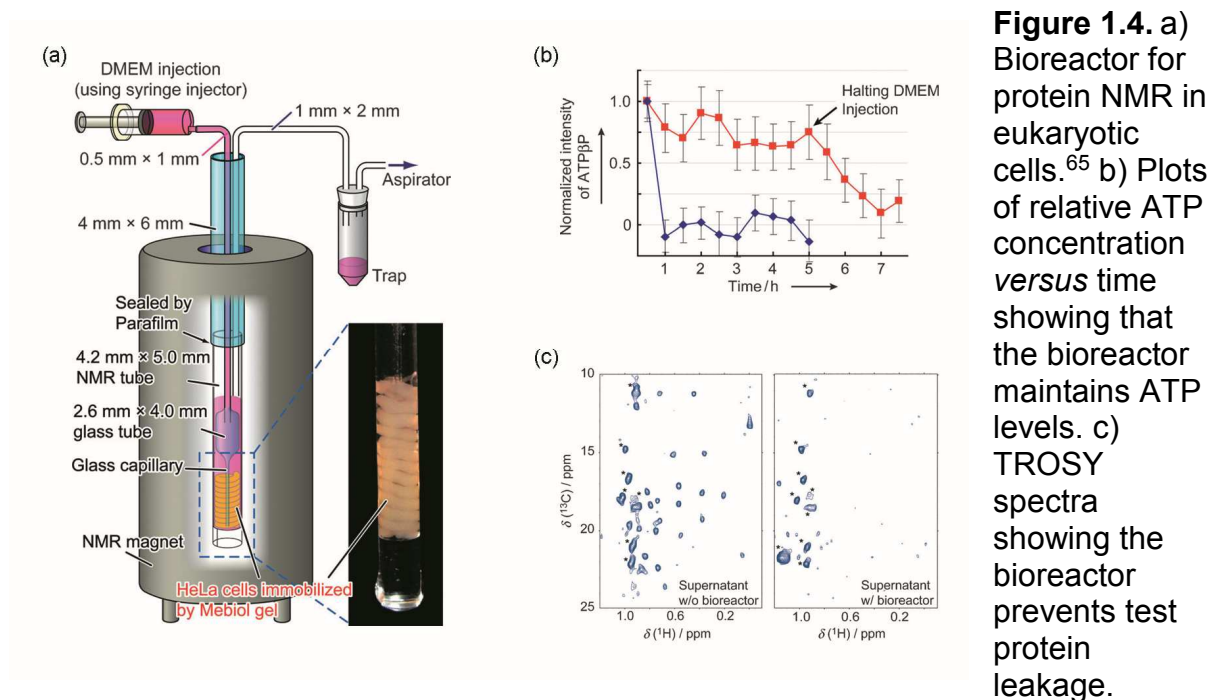 (a)
DMEM injection
(using syringe injector)
1 mm × 2 mm
0.5 mm × 1 mm
Aspirator
4 mm × 6 mm
Trap
Sealed by
Parafilm
4.2 mm × 5.0 mm
NMR tube
2.6 mm × 4.0 mm
glass tube
Glass capillary
NMR magnet
HeLa cells immobilized
by Mebiol gel
(b)
Halting DMEM
Injection
Normalized intensity
of ATPβP
1.0
0.5
0
1 2 3 4 5 6 7
Time / h
(c)
δ (¹³C) / ppm
10
15
20
25
Supernatant
w/o bioreactor
Supernatant
w/ bioreactor
1.0 0.6 0.2
1.0 0.6 0.2
δ (¹H) / ppm
δ (¹H) / ppm
Figure 1.4. a)
Bioreactor for
protein NMR in
eukaryotic
cells.⁶⁵ b) Plots
of relative ATP
concentration
versus time
showing that
the bioreactor
maintains ATP
levels. c)
TROSY
spectra
showing the
bioreactor
prevents test
protein
leakage.